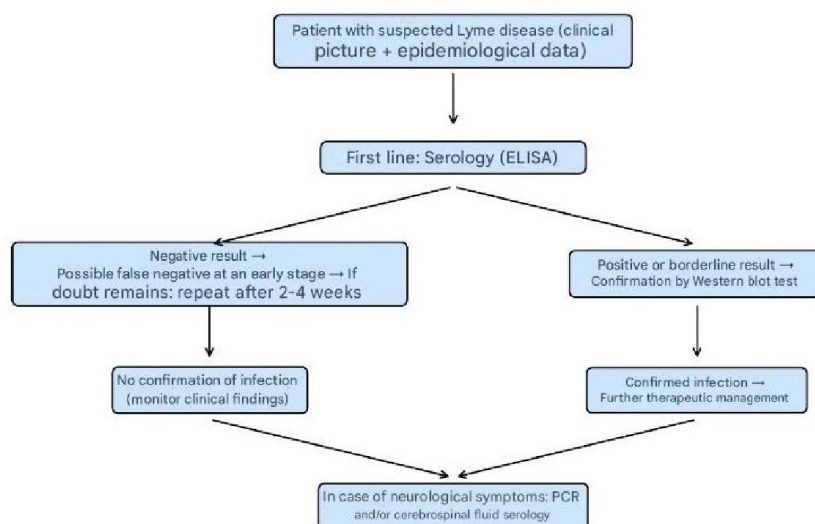 Patient with suspected Lyme disease (clinical
picture + epidemiological data)
First line: Serology (ELISA)
Negative result →
Possible false negative at an early stage → If
doubt remains: repeat after 2-4 weeks
Positive or borderline result →
Confirmation by Western blot test
No confirmation of infection
(monitor clinical findings)
Confirmed infection →
Further therapeutic management
In case of neurological symptoms: PCR
and/or cerebrospinal fluid serology